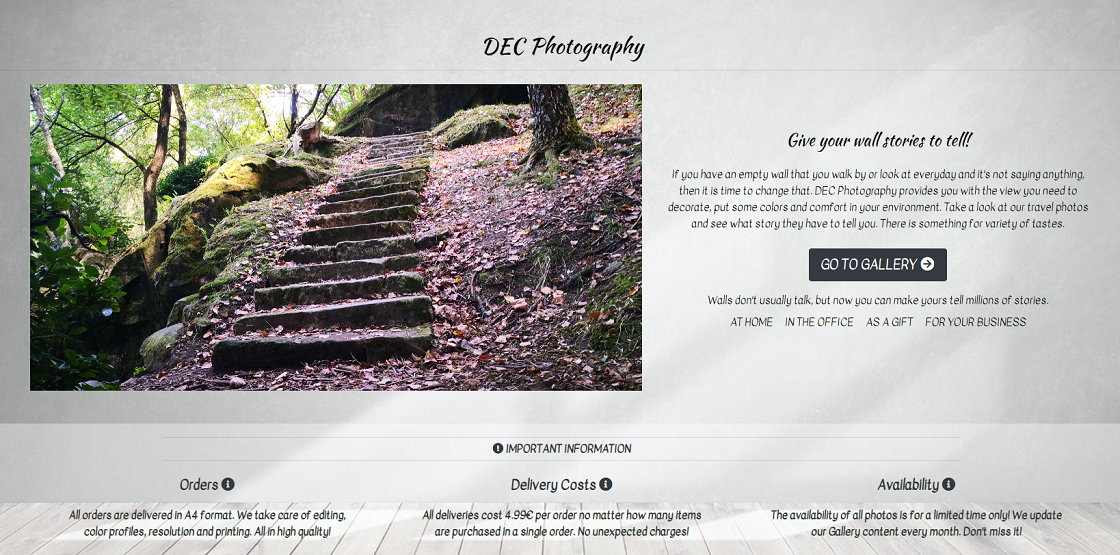 DEC Photography
Give your wall stories to tell!
If you have an empty wall that you walk by or look at everyday and it's not saying anything,
then it is time to change that. DEC Photography provides you with the view you need to
decorate, put some colors and comfort in your environment. Take a look at our travel photos
and see what story they have to tell you. There is something for variety of tastes.
GO TO GALLERY
Walls don't usually talk, but now you can make yours tell millions of stories.
AT HOME IN THE OFFICE AS A GIFT FOR YOUR BUSINESS
IMPORTANT INFORMATION
Orders
All orders are delivered in A4 format. We take care of editing,
color profiles, resolution and printing. All in high quality!
Delivery Costs
All deliveries cost 4.99€ per order no matter how many items
are purchased in a single order. No unexpected charges!
Availability
The availability of all photos is for a limited time only! We update
our Gallery content every month. Don't miss it!